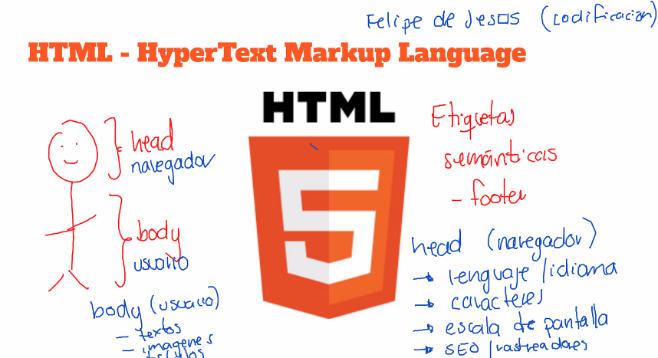 Felipe de Jesús (codificación)
HTML - HyperText Markup Language
HTML
5
head
navegador
body
usuario
body (usuario)
- textos
- imagenes
Etiquetas
semánticas
- footer
head (navegador)
→ lenguaje / idioma
→ caracteres
→ escala de pantalla
→ SEO / rastreadores